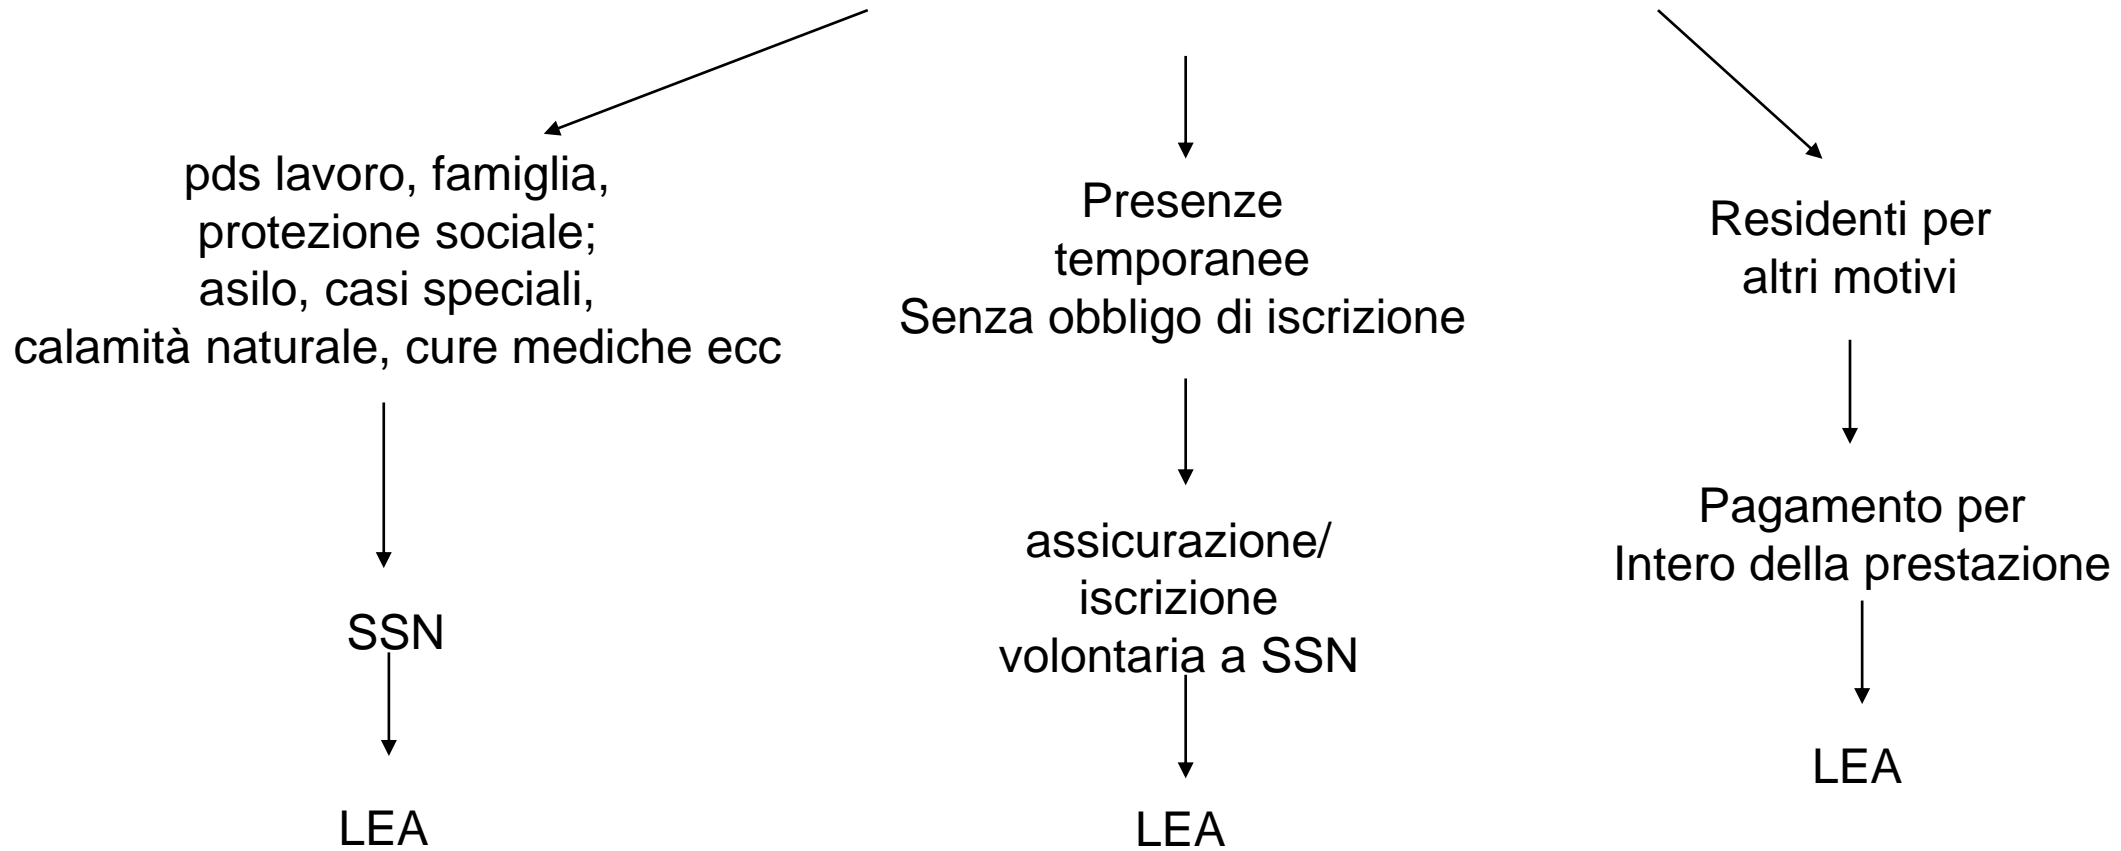 pds lavoro, famiglia,
protezione sociale;
asilo, casi speciali,
calamità naturale, cure mediche ecc
SSN
LEA
Presenze
temporanee
Senza obbligo di iscrizione
assicurazione/
iscrizione
volontaria a SSN
LEA
Residenti per
altri motivi
Pagamento per
Intero della prestazione
LEA